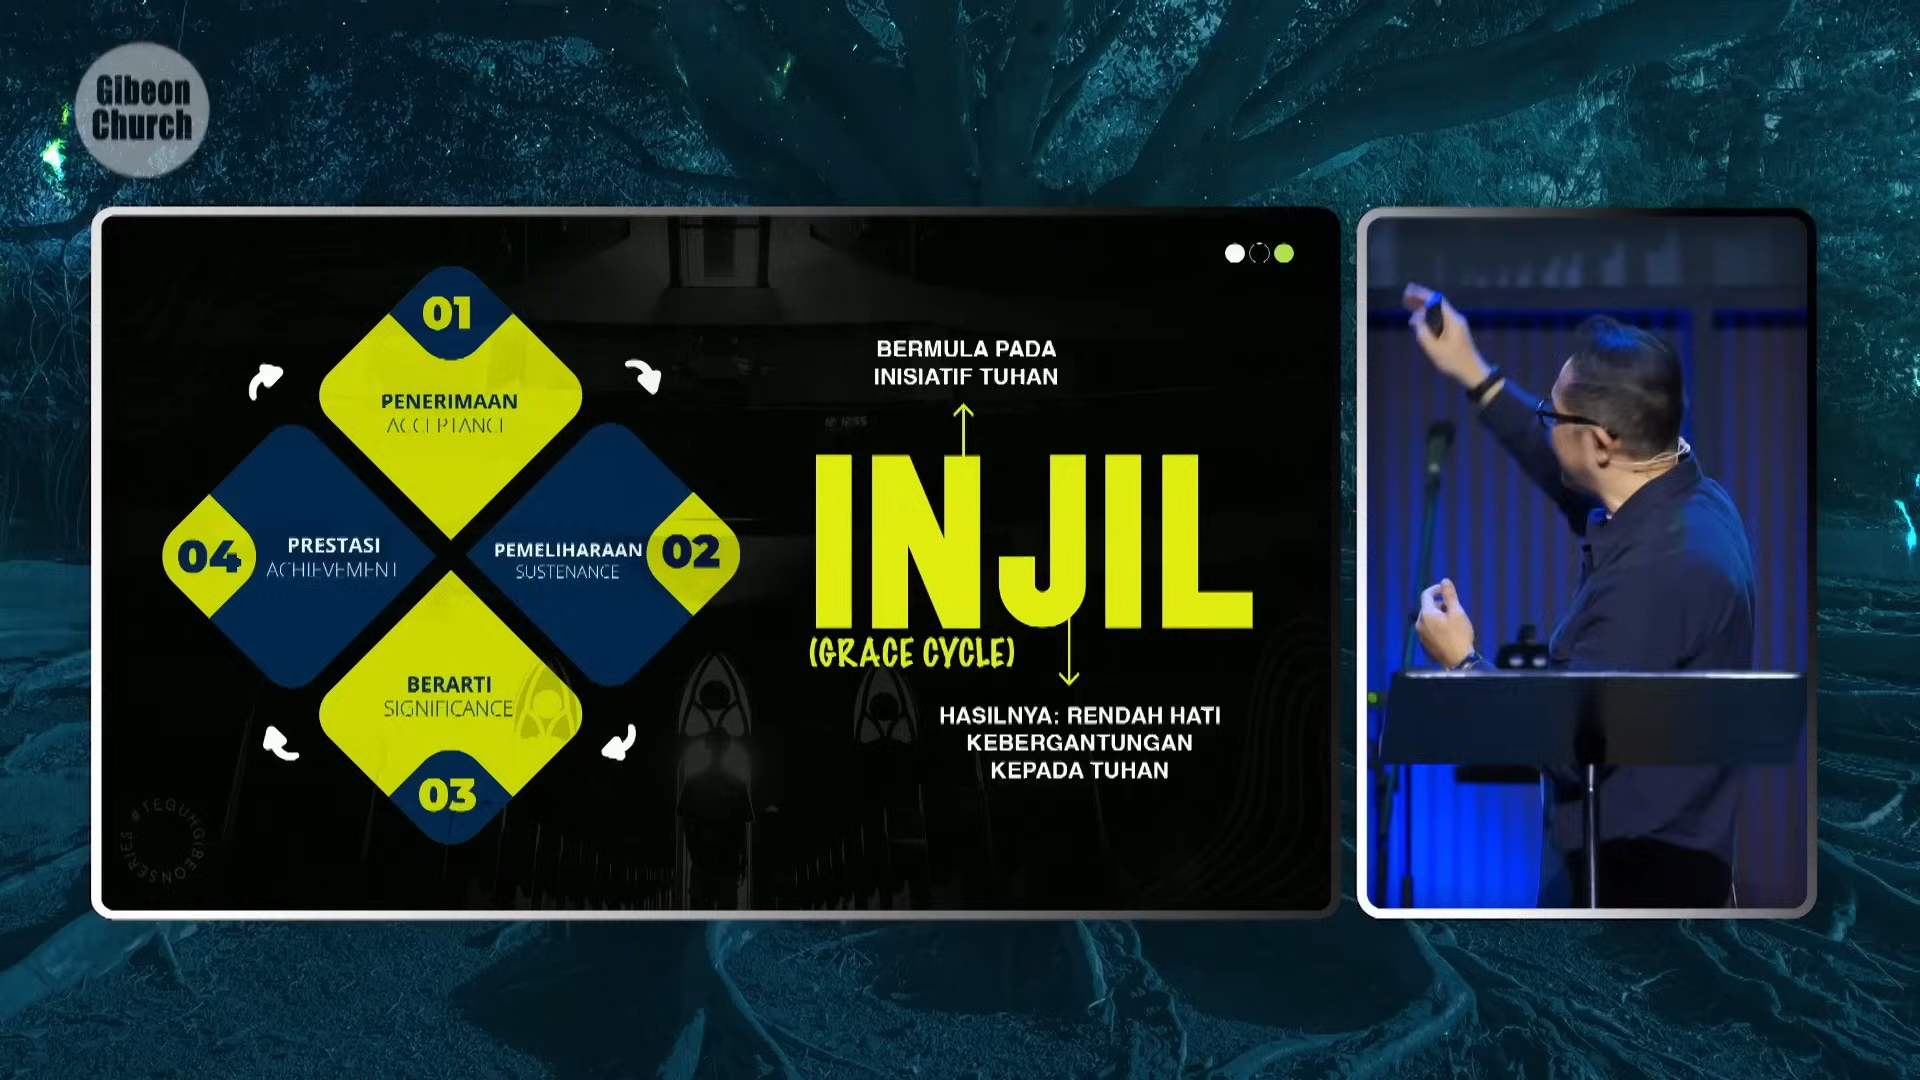 Gibeon
Church
01
PENERIMAAN
ACCEPTANCE
02
PEMELIHARAAN
SUSTENANCE
03
BERARTI
SIGNIFICANCE
04
PRESTASI
ACHIEVEMENT
BERMULA PADA
INISIATIF TUHAN
INJIL
(GRACE CYCLE)
HASILNYA: RENDAH HATI
KEBERGANTUNGAN
KEPADA TUHAN
#TEGUHGIBEONSERIES